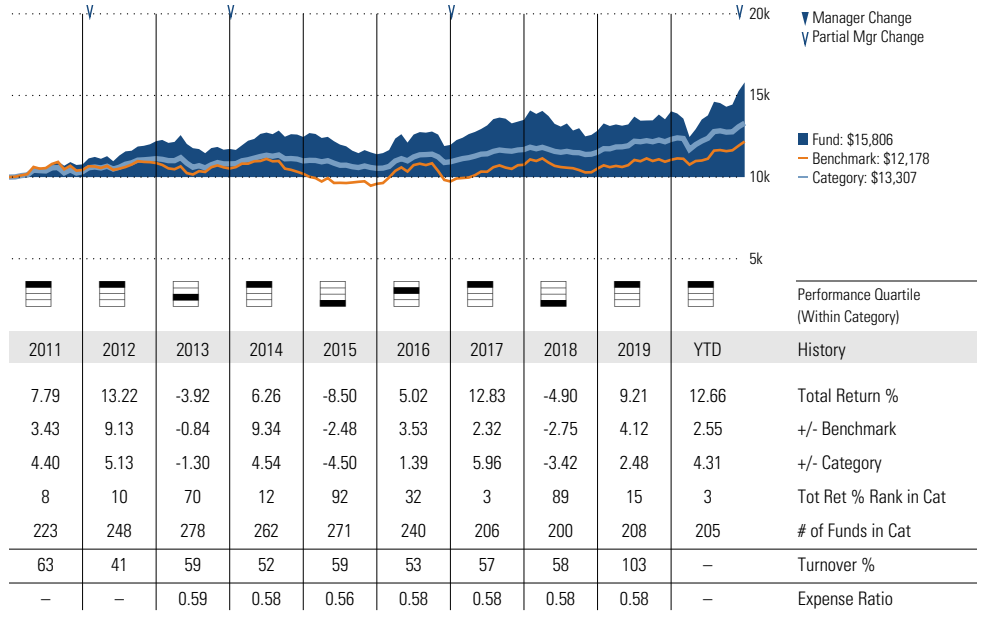 20k
Manager Change
Partial Mgr Change
15k
Fund: $15,806
Benchmark: $12,178
10k
Category: $13,307
5k
Performance Quartile
(Within Category)
2011 2012 2013 2014 2015 2016 2017 2018 2019 YTD History
7.79 13.22 -3.92 6.26 -8.50 5.02 12.83 -4.90 9.21 12.66 Total Return %
3.43 9.13 -0.84 9.34 -2.48 3.53 2.32 -2.75 4.12 2.55 +/- Benchmark
4.40 5.13 -1.30 4.54 -4.50 1.39 5.96 -3.42 2.48 4.31 +/- Category
8 10 70 12 92 32 3 89 15 3 Tot Ret % Rank in Cat
223 248 278 262 271 240 206 200 208 205 # of Funds in Cat
63 41 59 52 59 53 57 58 103 – Turnover %
– – 0.59 0.58 0.56 0.58 0.58 0.58 0.58 – Expense Ratio